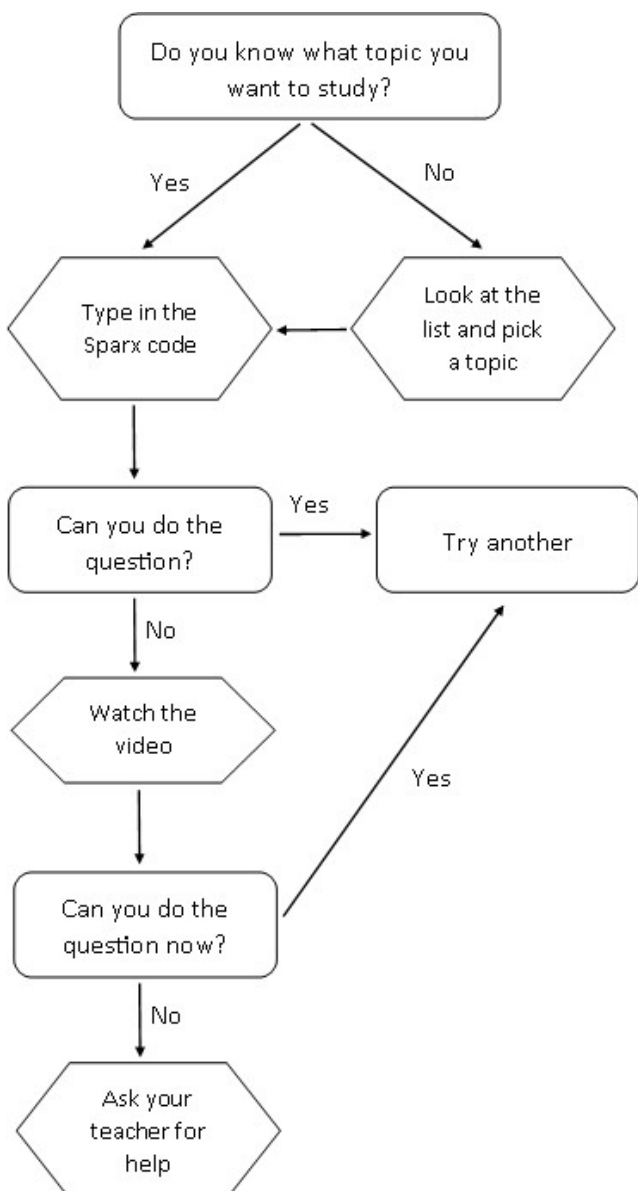 Do you know what topic you
want to study?
Yes
No
Type in the
Sparx code
Look at the
list and pick
a topic
Can you do the
question?
Yes
Try another
No
Watch the
video
Yes
Can you do the
question now?
No
Ask your
teacher for
help